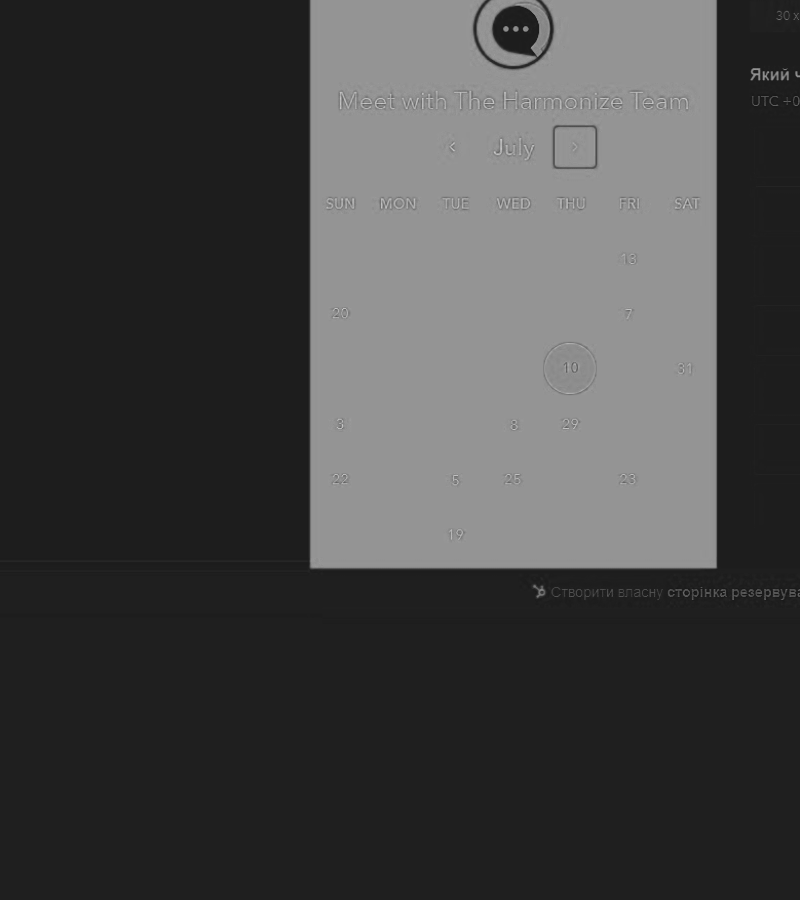 30 х
Meet with The Harmonize Team
Який ч
UTC +0
July
SUN MON TUE WED THU FRI SAT
13
20 7
10 31
3 8 29
22 5 25 23
19
Створити власну сторінка резервува